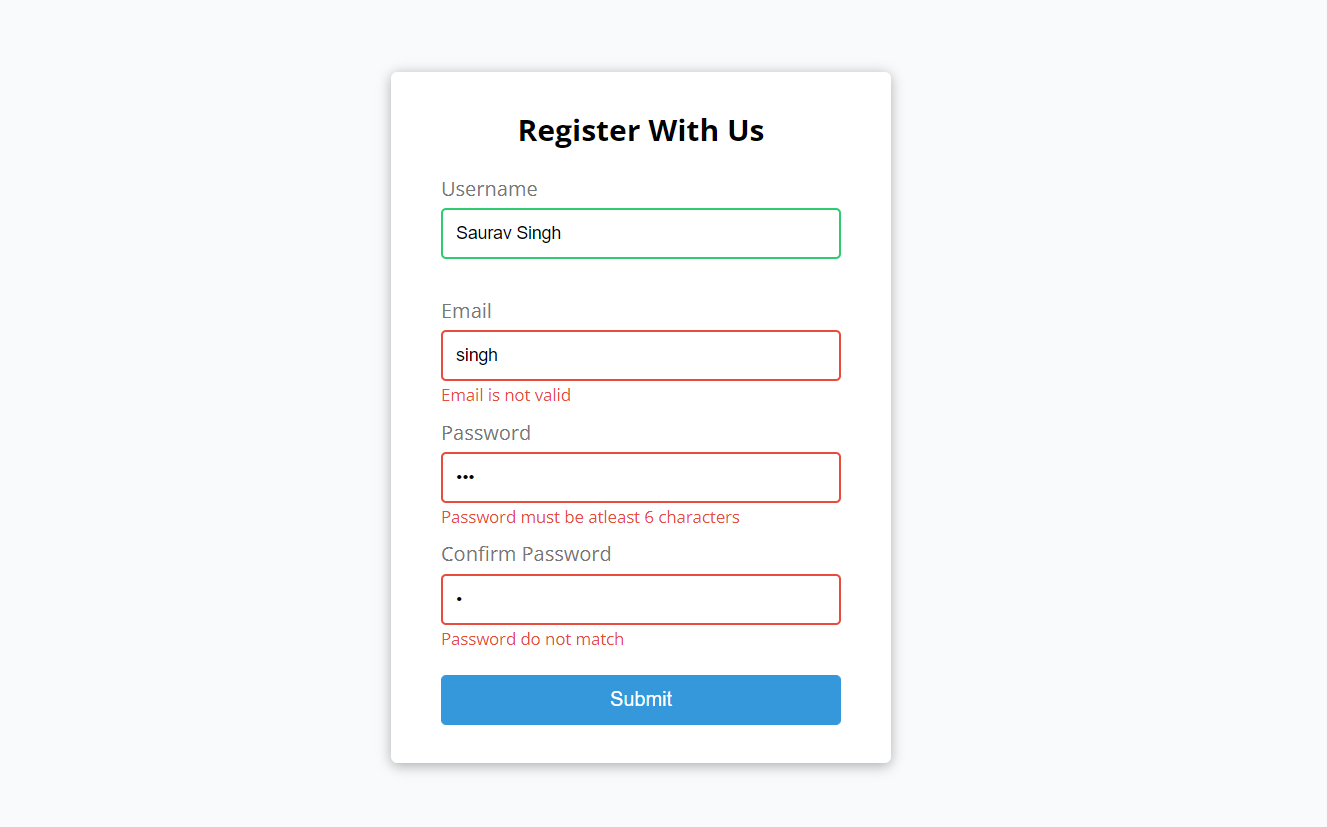 Register With Us
Username
Saurav Singh
Email
singh
Email is not valid
Password
•••
Password must be atleast 6 characters
Confirm Password
•
Password do not match
Submit